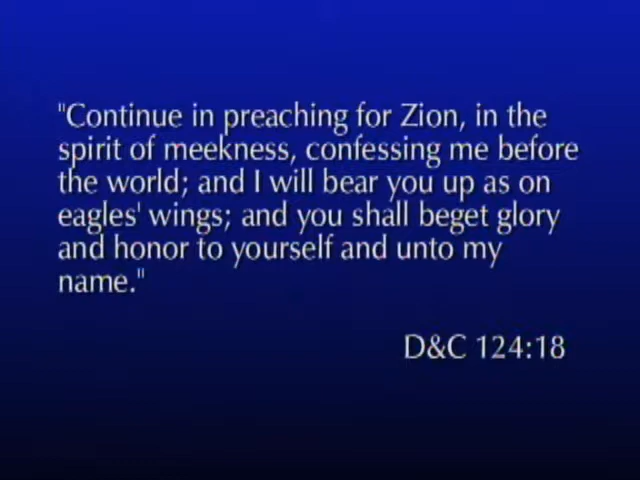 "Continue in preaching for Zion, in the
spirit of meekness, confessing me before
the world; and I will bear you up as on
eagles' wings; and you shall beget glory
and honor to yourself and unto my
name."
D&C 124:18